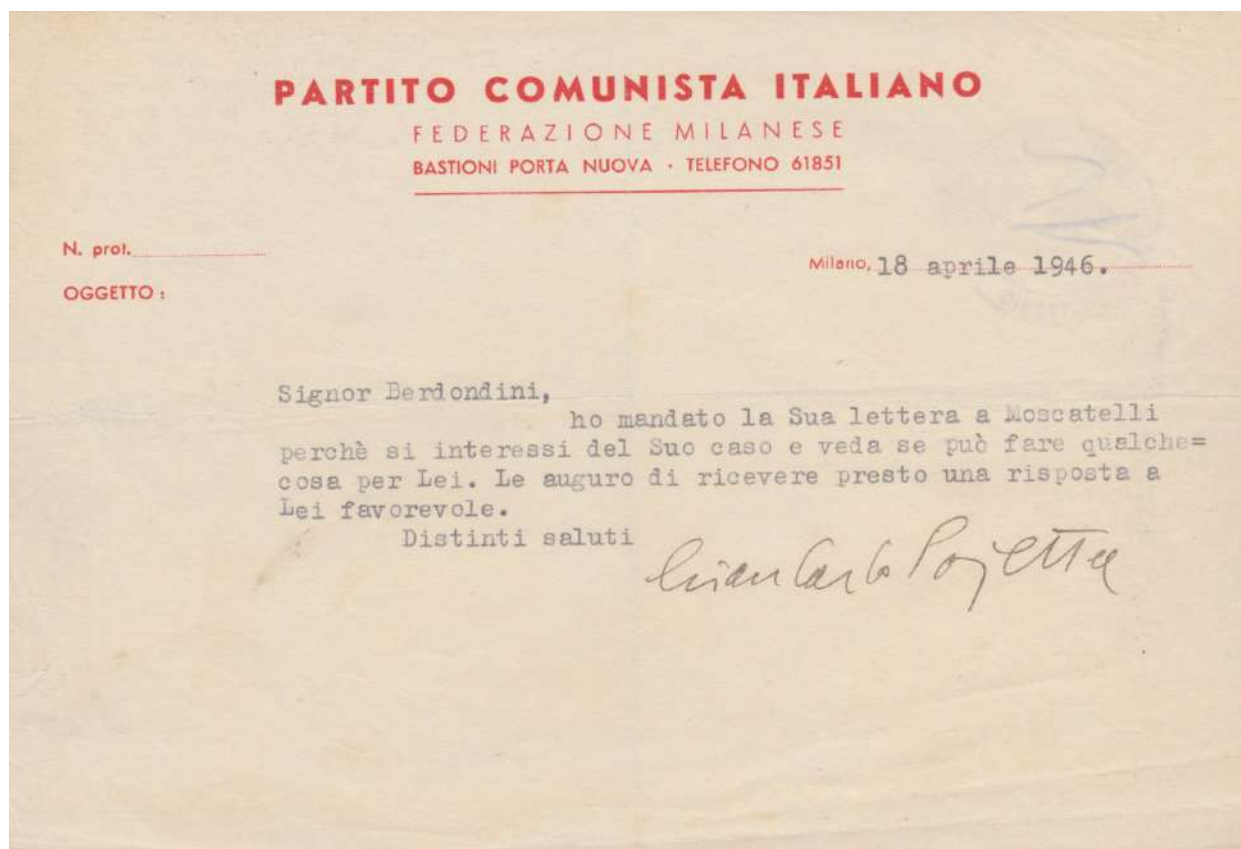 PARTITO COMUNISTA ITALIANO
FEDERAZIONE MILANESE
BASTIONI PORTA NUOVA - TELEFONO 61851
N. prot.
Milano, 18 aprile 1946.
OGGETTO :
Signor Berdondini,
ho mandato la Sua lettera a Moscatelli
perchè si interessi del Suo caso e veda se può fare qualche=
cosa per Lei. Le auguro di ricevere presto una risposta a
Lei favorevole.
Distinti saluti
Gian Carlo Pajetta